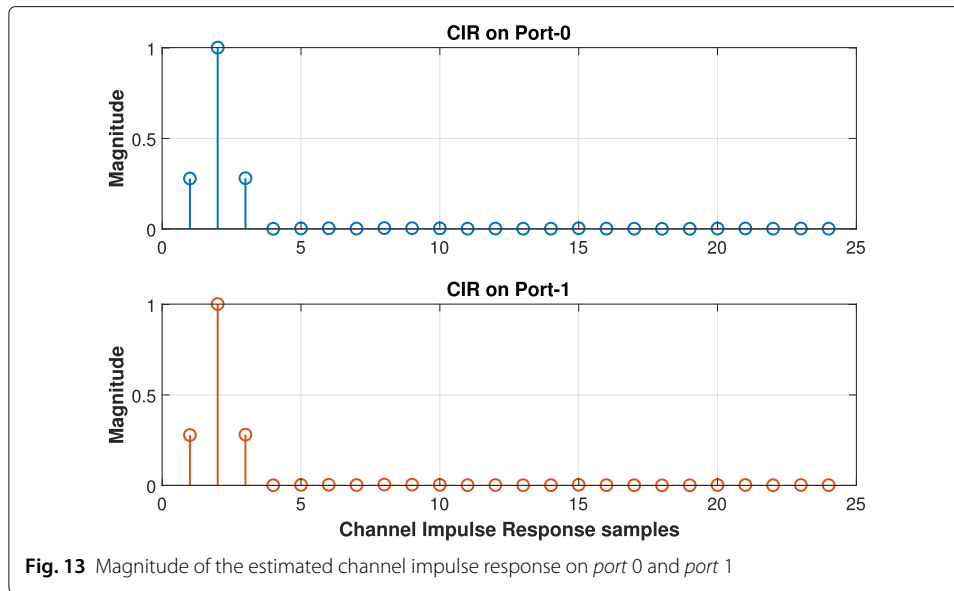 CIR on Port-0
Magnitude
1
0.5
0
0 5 10 15 20 25
CIR on Port-1
Magnitude
1
0.5
0
0 5 10 15 20 25
Channel Impulse Response samples
Fig. 13 Magnitude of the estimated channel impulse response on port 0 and port 1